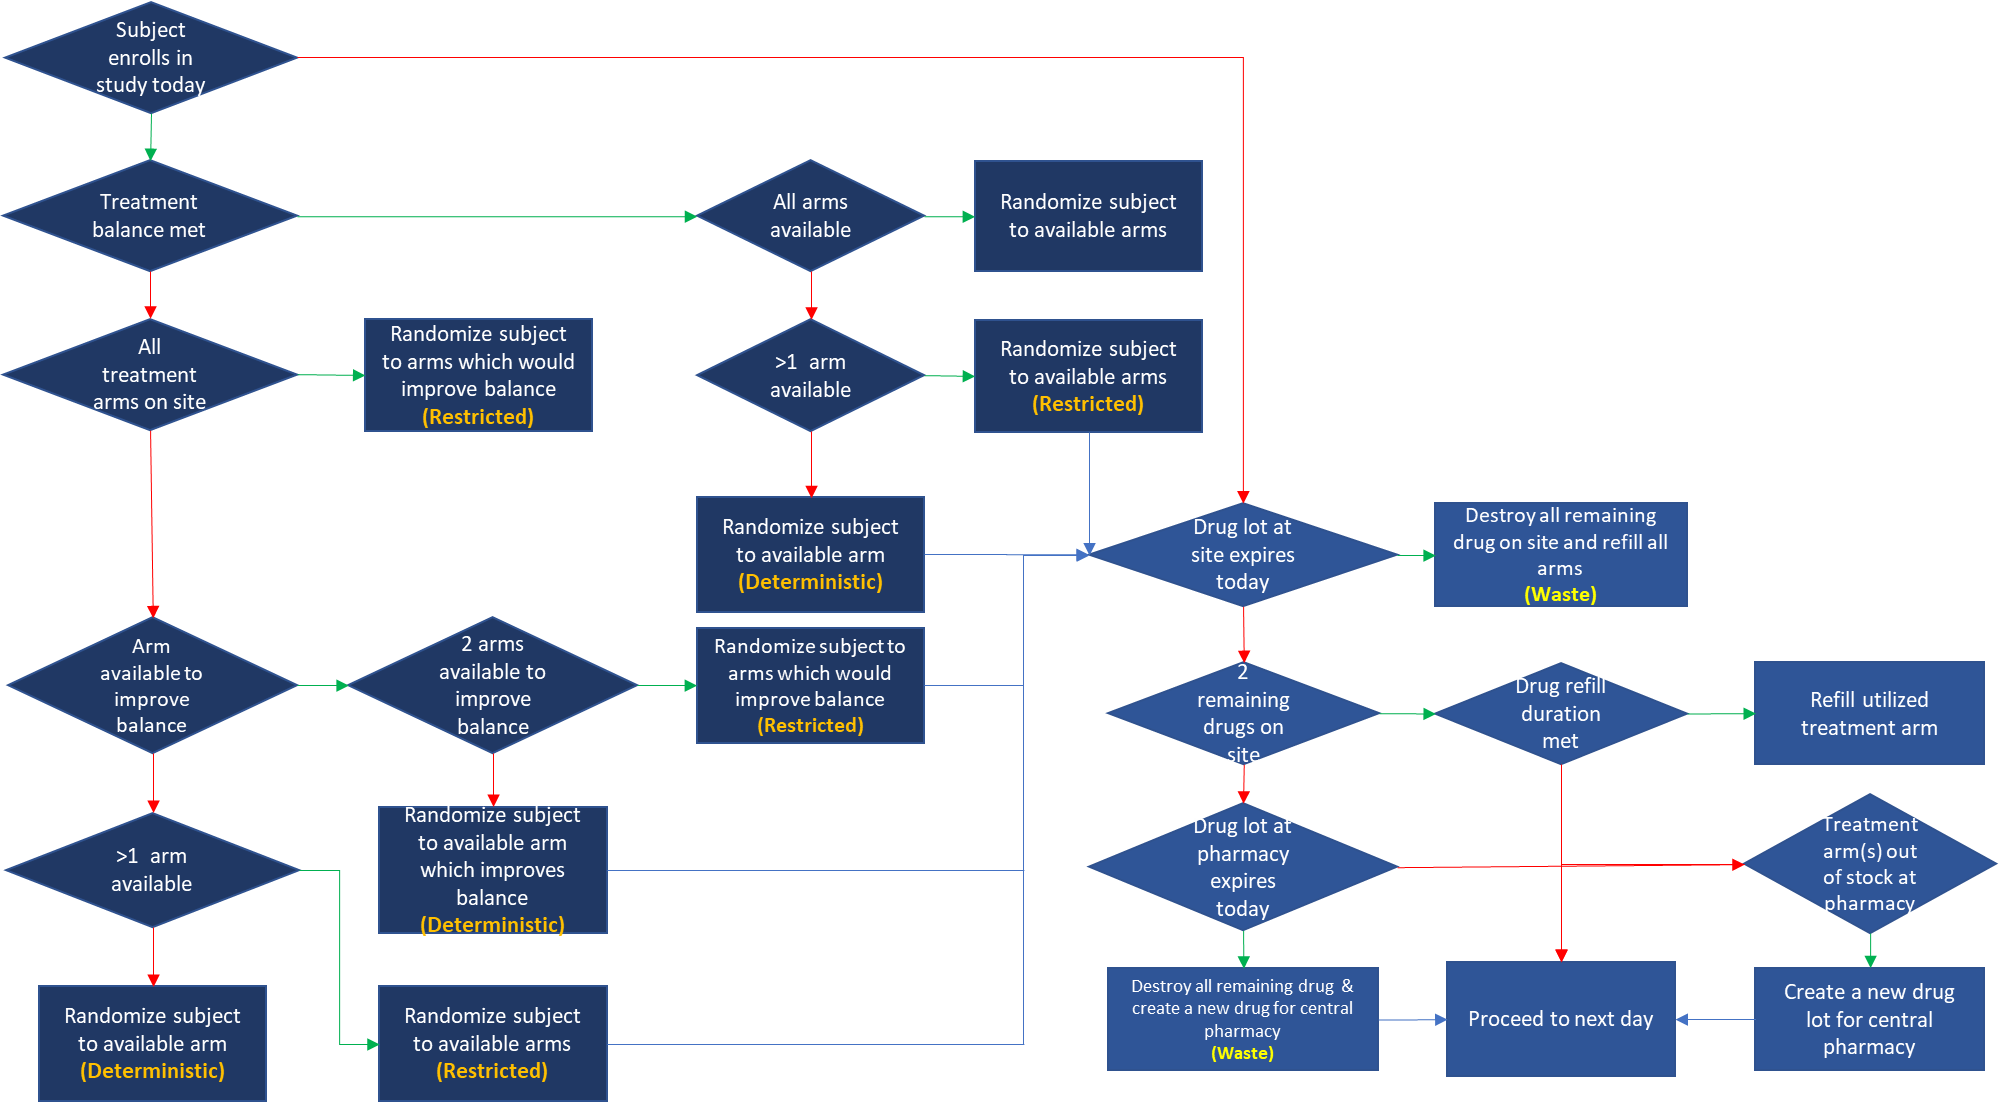 Subject
enrolls in
study today
Treatment
balance met
All arms
available
Randomize subject
to available arms
All
treatment
arms on site
Randomize subject
to arms which would
improve balance
(Restricted)
>1 arm
available
Randomize subject
to available arms
(Restricted)
Randomize subject
to available arm
(Deterministic)
Drug lot at
site expires
today
Destroy all remaining
drug on site and refill all
arms
(Waste)
Arm
available to
improve
balance
2 arms
available to
improve
balance
Randomize subject to
arms which would
improve balance
(Restricted)
2
remaining
drugs on
site
Drug refill
duration
met
Refill utilized
treatment arm
>1 arm
available
Randomize subject
to available arm
which improves
balance
(Deterministic)
Drug lot at
pharmacy
expires
today
Treatment
arm(s) out
of stock at
pharmacy
Randomize subject
to available arm
(Deterministic)
Randomize subject
to available arms
(Restricted)
Destroy all remaining drug &
create a new drug for central
pharmacy
(Waste)
Proceed to next day
Create a new drug
lot for central
pharmacy